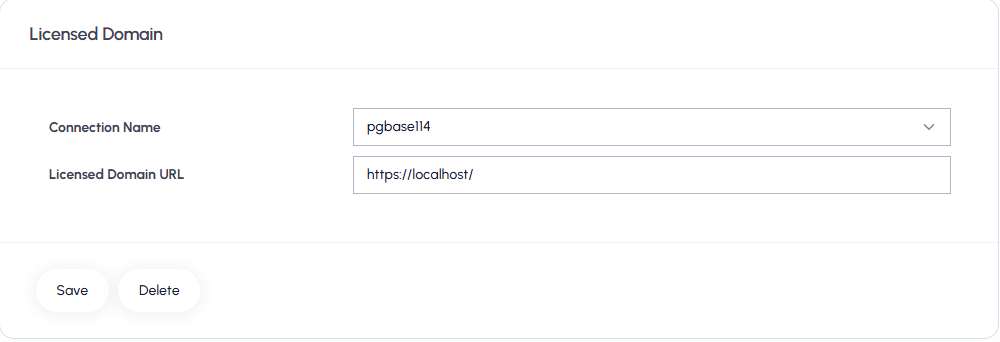 Licensed Domain
Connection Name
pgbase114
Licensed Domain URL
https://localhost/
Save Delete